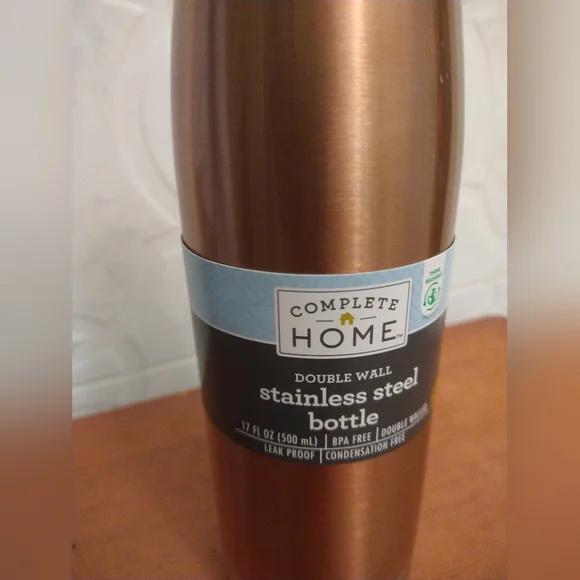 COMPLETE
HOME™
DOUBLE WALL
stainless steel
bottle
17 FL OZ (500 mL) | BPA FREE | DOUBLE WALLED
LEAK PROOF | CONDENSATION FREE